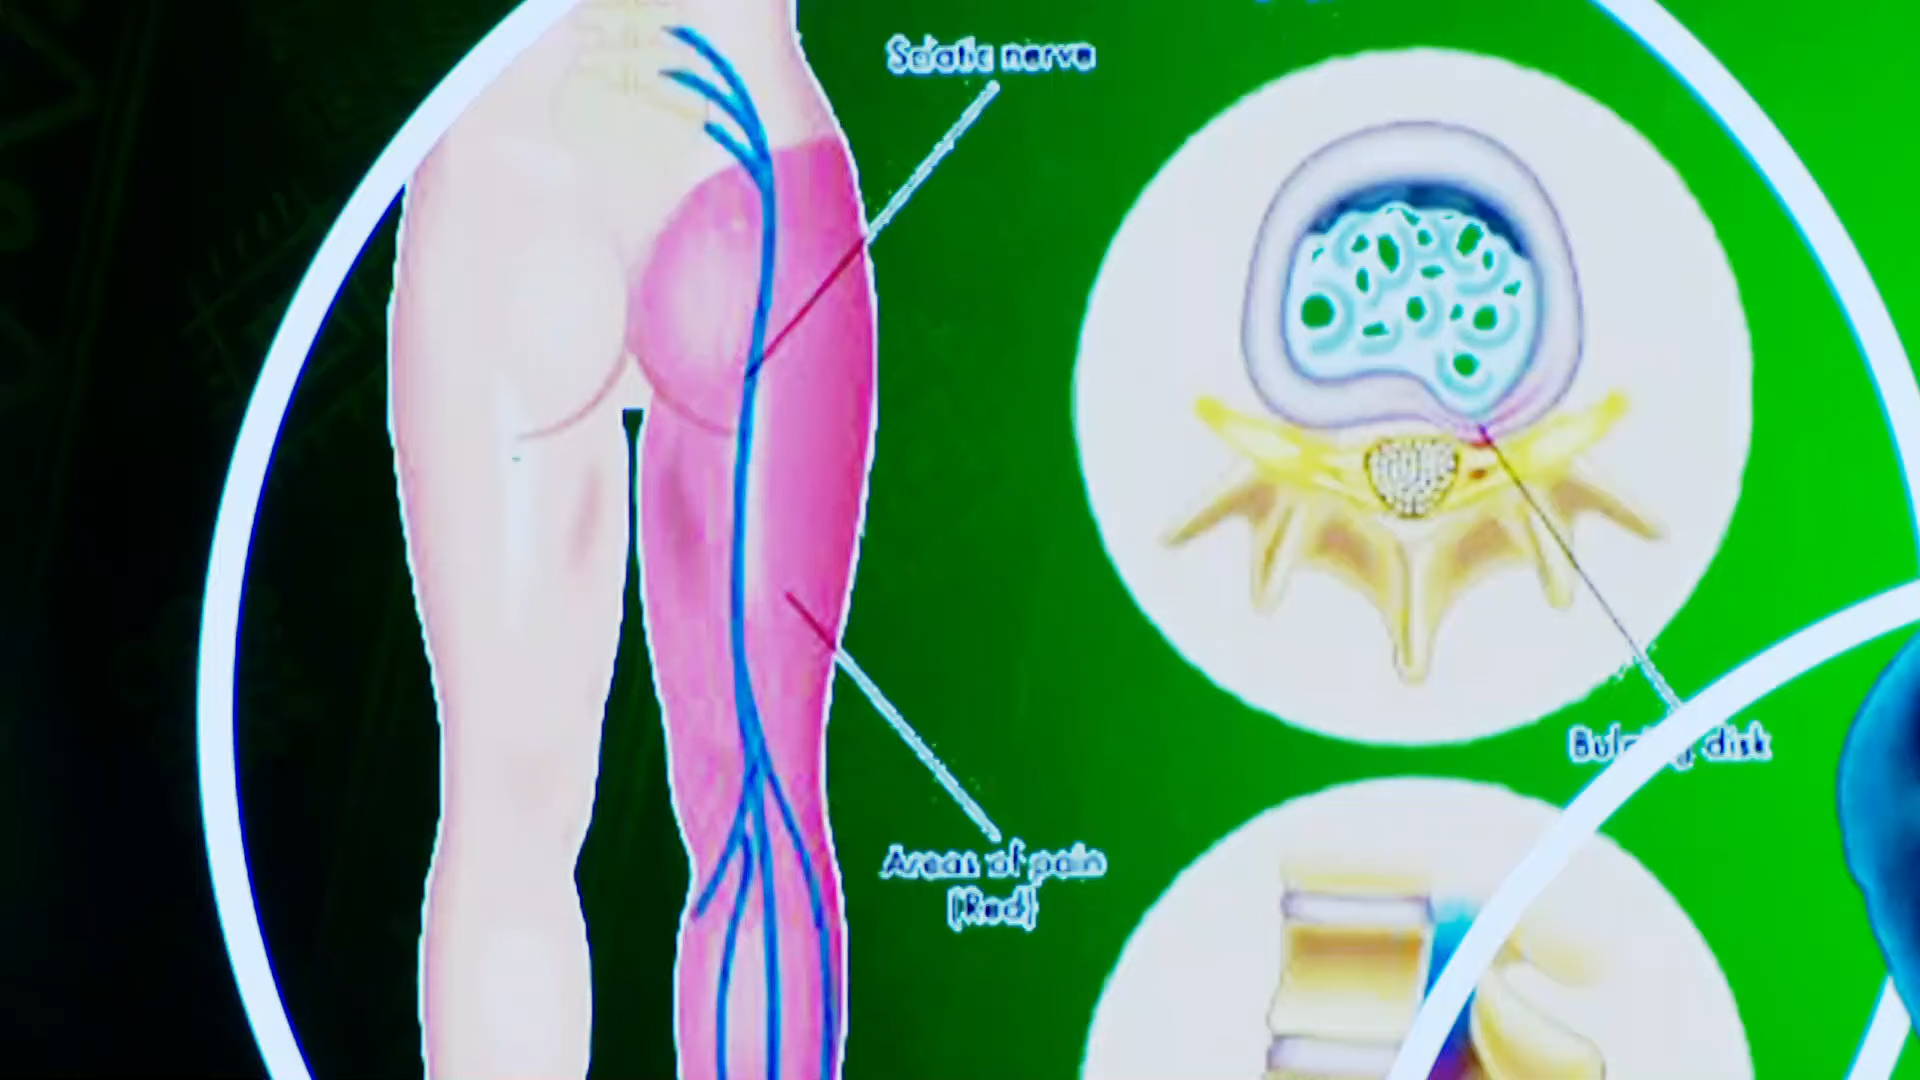 Sciatic nerve
Areas of pain
(Red)
disk